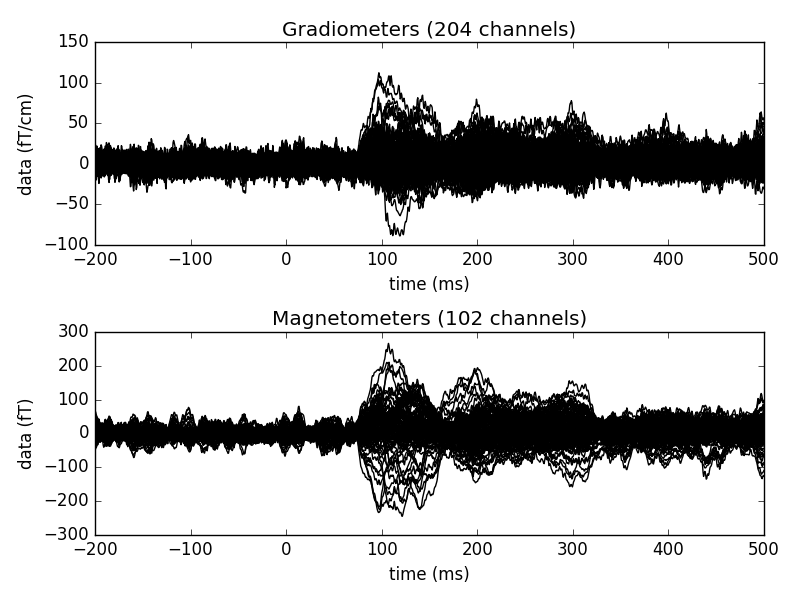 Gradiometers (204 channels)
150
100
50
0
−50
−100
data (fT/cm)
−200 −100 0 100 200 300 400 500
time (ms)
Magnetometers (102 channels)
300
200
100
0
−100
−200
−300
data (fT)
−200 −100 0 100 200 300 400 500
time (ms)